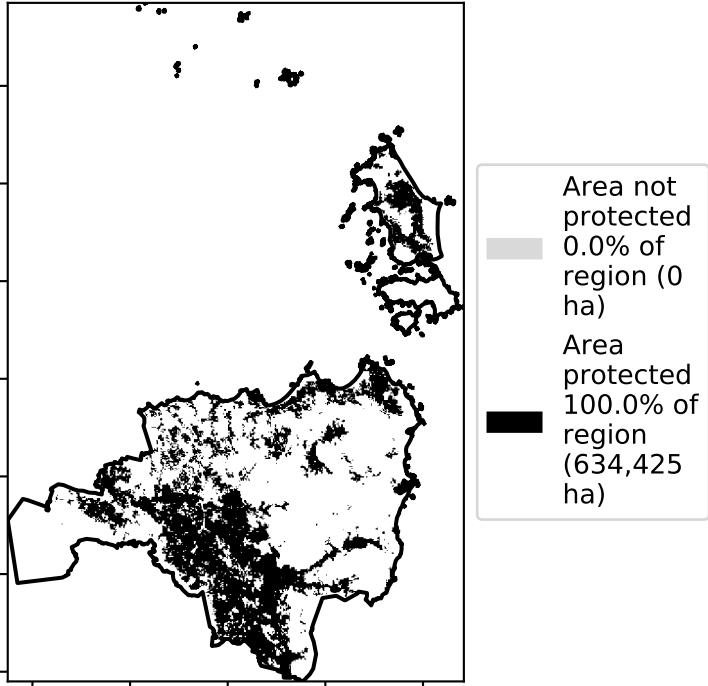 Area not
protected
0.0% of
region (0
ha)
Area
protected
100.0% of
region
(634,425
ha)